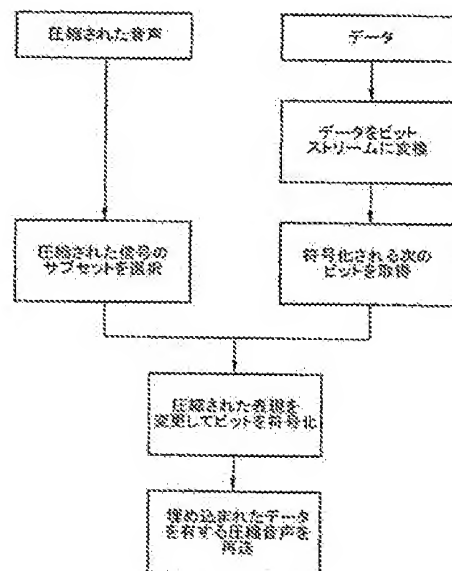 圧縮された音声
データ
データをビット
ストリームに変換
圧縮された信号の
サブセットを選択
符号化される次の
ビットを取得
圧縮された表現を
変更してビットを符号化
埋め込まれたデータ
を有する圧縮音声を
再送